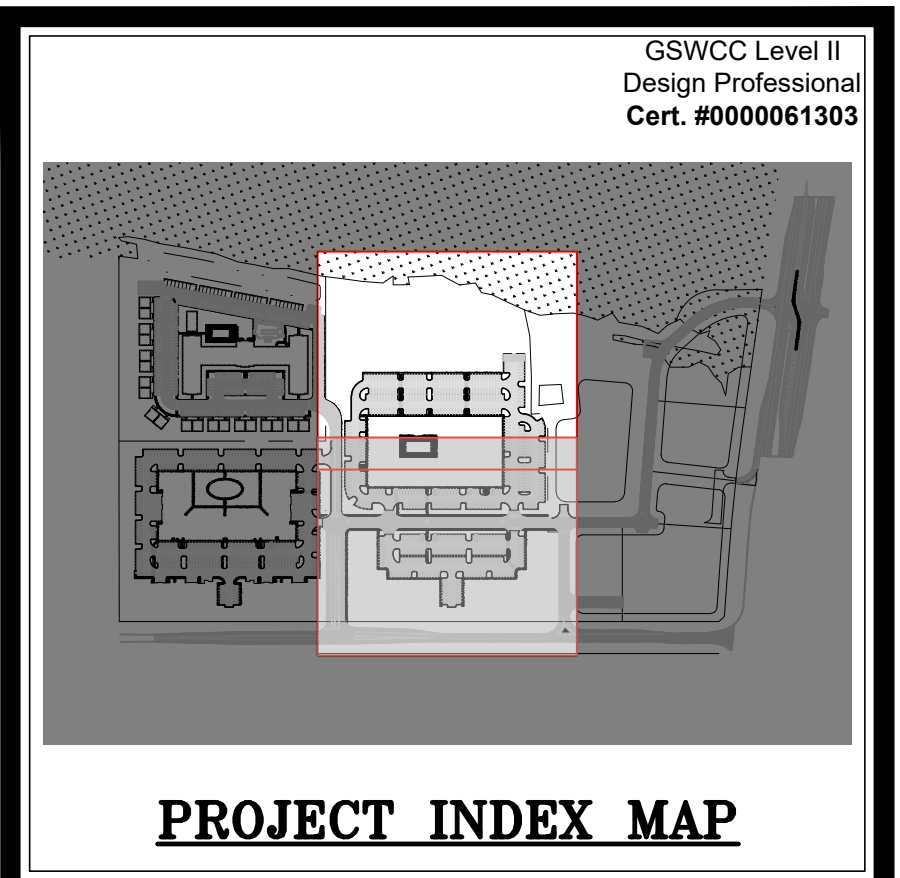 GSWCC Level II
Design Professional
Cert. #0000061303
PROJECT INDEX MAP